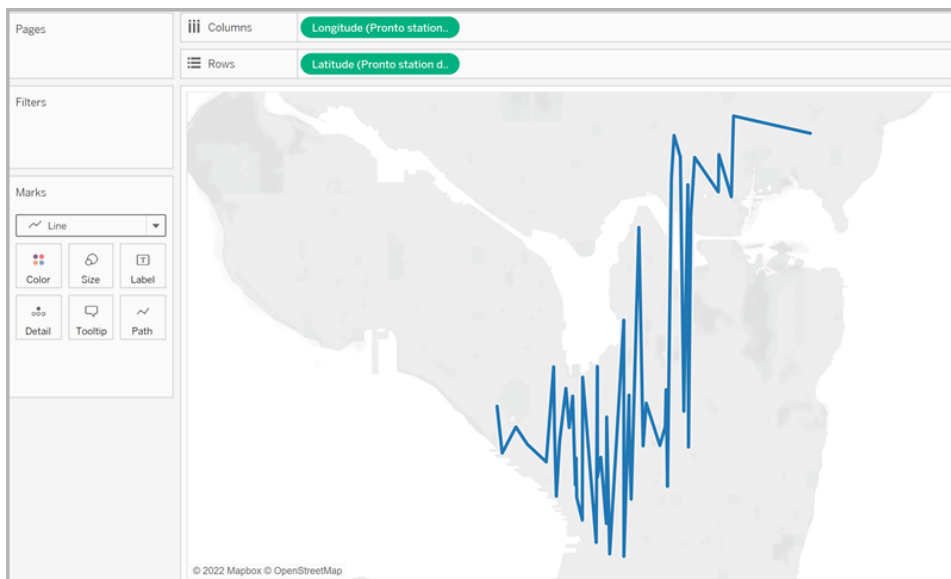 Pages
Columns
Longitude (Pronto station..
Rows
Latitude (Pronto station d..
Filters
Marks
Line
Color
Size
Label
Detail
Tooltip
Path
© 2022 Mapbox © OpenStreetMap